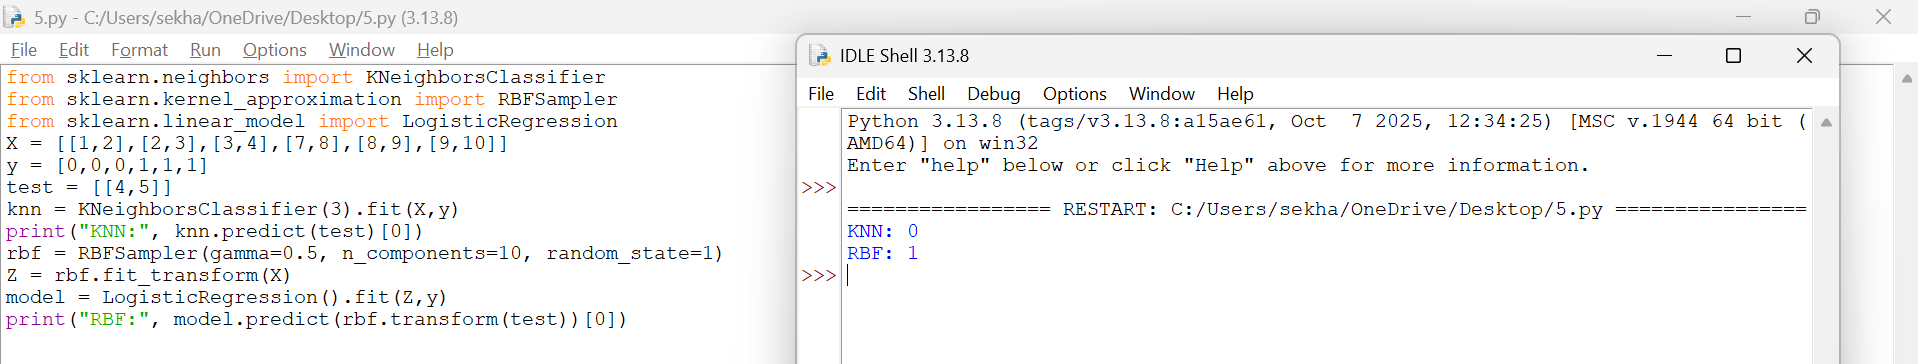 5.py - C:/Users/sekha/OneDrive/Desktop/5.py (3.13.8)
File Edit Format Run Options Window Help
from sklearn.neighbors import KNeighborsClassifier
from sklearn.kernel_approximation import RBFSampler
from sklearn.linear_model import LogisticRegression
X = [[1,2],[2,3],[3,4],[7,8],[8,9],[9,10]]
y = [0,0,0,1,1,1]
test = [[4,5]]
knn = KNeighborsClassifier(3).fit(X,y)
print("KNN:", knn.predict(test)[0])
rbf = RBFSampler(gamma=0.5, n_components=10, random_state=1)
Z = rbf.fit_transform(X)
model = LogisticRegression().fit(Z,y)
print("RBF:", model.predict(rbf.transform(test))[0])
IDLE Shell 3.13.8
File Edit Shell Debug Options Window Help
Python 3.13.8 (tags/v3.13.8:a15ae61, Oct  7 2025, 12:34:25) [MSC v.1944 64 bit (
AMD64)] on win32
Enter "help" below or click "Help" above for more information.
>>>
================= RESTART: C:/Users/sekha/OneDrive/Desktop/5.py ================
KNN: 0
RBF: 1
>>>